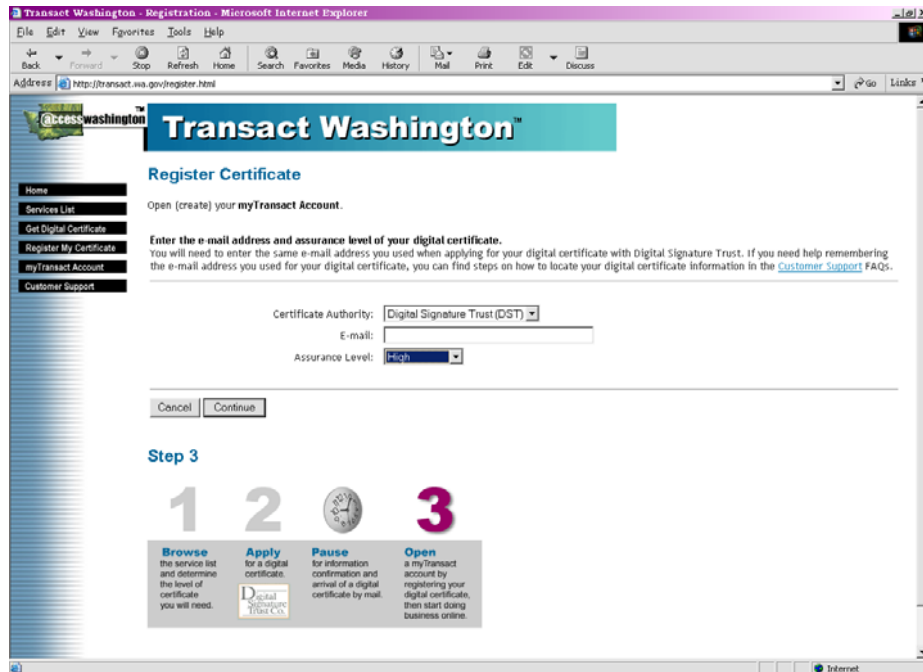 Transact Washington - Registration - Microsoft Internet Explorer
File Edit View Favorites Tools Help
Back Forward Stop Refresh Home Search Favorites Media History Mail Print Edit Discuss
Address http://transact.wa.gov/register.html Go Links
access washington TM
Transact Washington™
Home
Services List
Get Digital Certificate
Register My Certificate
myTransact Account
Customer Support
Register Certificate
Open (create) your myTransact Account.
Enter the e-mail address and assurance level of your digital certificate.
You will need to enter the same e-mail address you used when applying for your digital certificate with Digital Signature Trust. If you need help remembering
the e-mail address you used for your digital certificate, you can find steps on how to locate your digital certificate information in the Customer Support FAQs.
Certificate Authority: Digital Signature Trust (DST)
E-mail:
Assurance Level: High
Cancel Continue
Step 3
1 2 3
Browse
the service list
and determine
the level of
certificate
you will need.
Apply
for a digital
certificate.
Digital
Signature
Trust Co.
Pause
for information
confirmation and
arrival of a digital
certificate by mail.
Open
a myTransact
account by
registering your
digital certificate,
then start doing
business online.
Internet